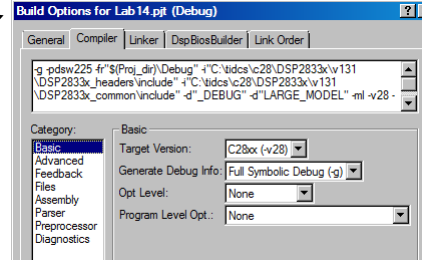 Build Options for Lab14.pjt (Debug)
General Compiler Linker DspBiosBuilder Link Order
-g -pdsw225 -fr"$(Proj_dir)\Debug" -i"C:\tidcs\c28\DSP2833x\v131
\DSP2833x_headers\include" -i"C:\tidcs\c28\DSP2833x\v131
\DSP2833x_common\include" -d"_DEBUG" -d"LARGE_MODEL" -ml -v28 -
Category:
Basic
Advanced
Feedback
Files
Assembly
Parser
Preprocessor
Diagnostics
Basic
Target Version: C28xx (-v28)
Generate Debug Info: Full Symbolic Debug (-g)
Opt Level: None
Program Level Opt.: None